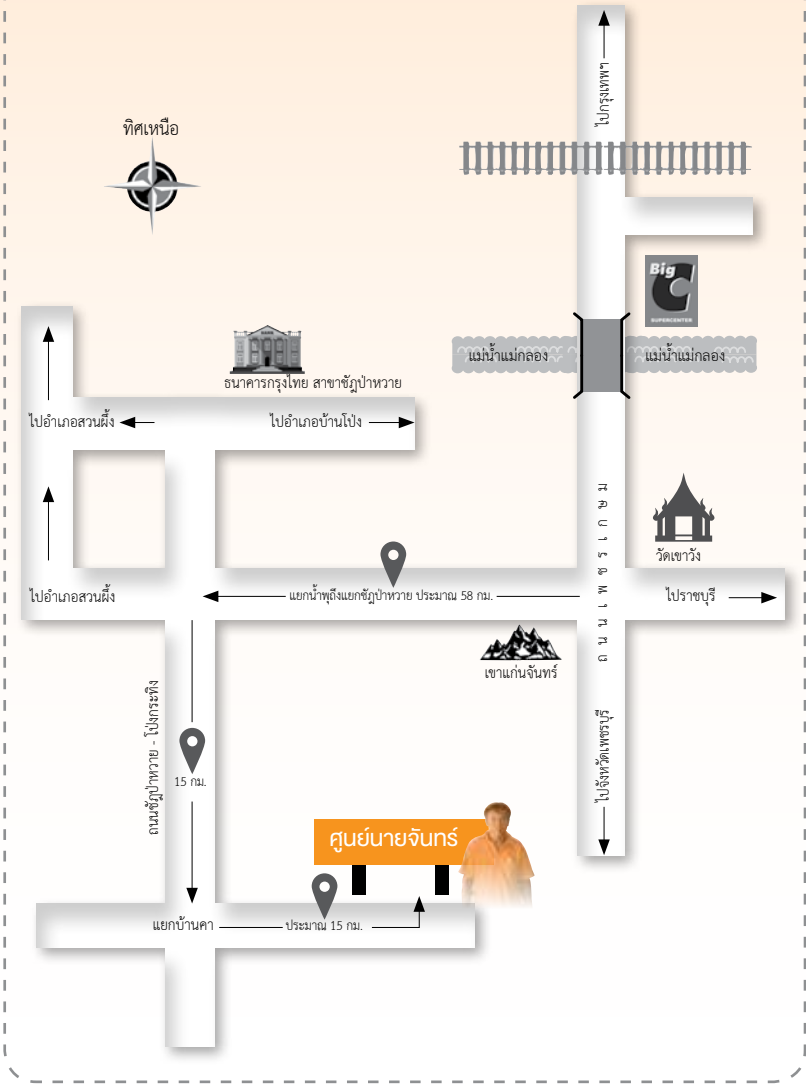 ไปกรุงเทพฯ
ทิศเหนือ
Big
C
SUPERCENTER
แม่น้ำแม่กลอง
แม่น้ำแม่กลอง
BANK
ธนาคารกรุงไทย สาขาชัฎป่าหวาย
ไปอำเภอสวนผึ้ง
ไปอำเภอบ้านโป่ง
ถนนเพชรเกษม
วัดเขาวัง
ไปอำเภอสวนผึ้ง
แยกน้ำพุถึงแยกชัฎป่าหวาย ประมาณ 58 กม.
ไปราชบุรี
เขาแก่นจันทร์
ถนนชัฎป่าหวาย - โป่งกระทิง
15 กม.
ไปจังหวัดเพชรบุรี
ศูนย์นายจันทร์
แยกบ้านคา
ประมาณ 15 กม.